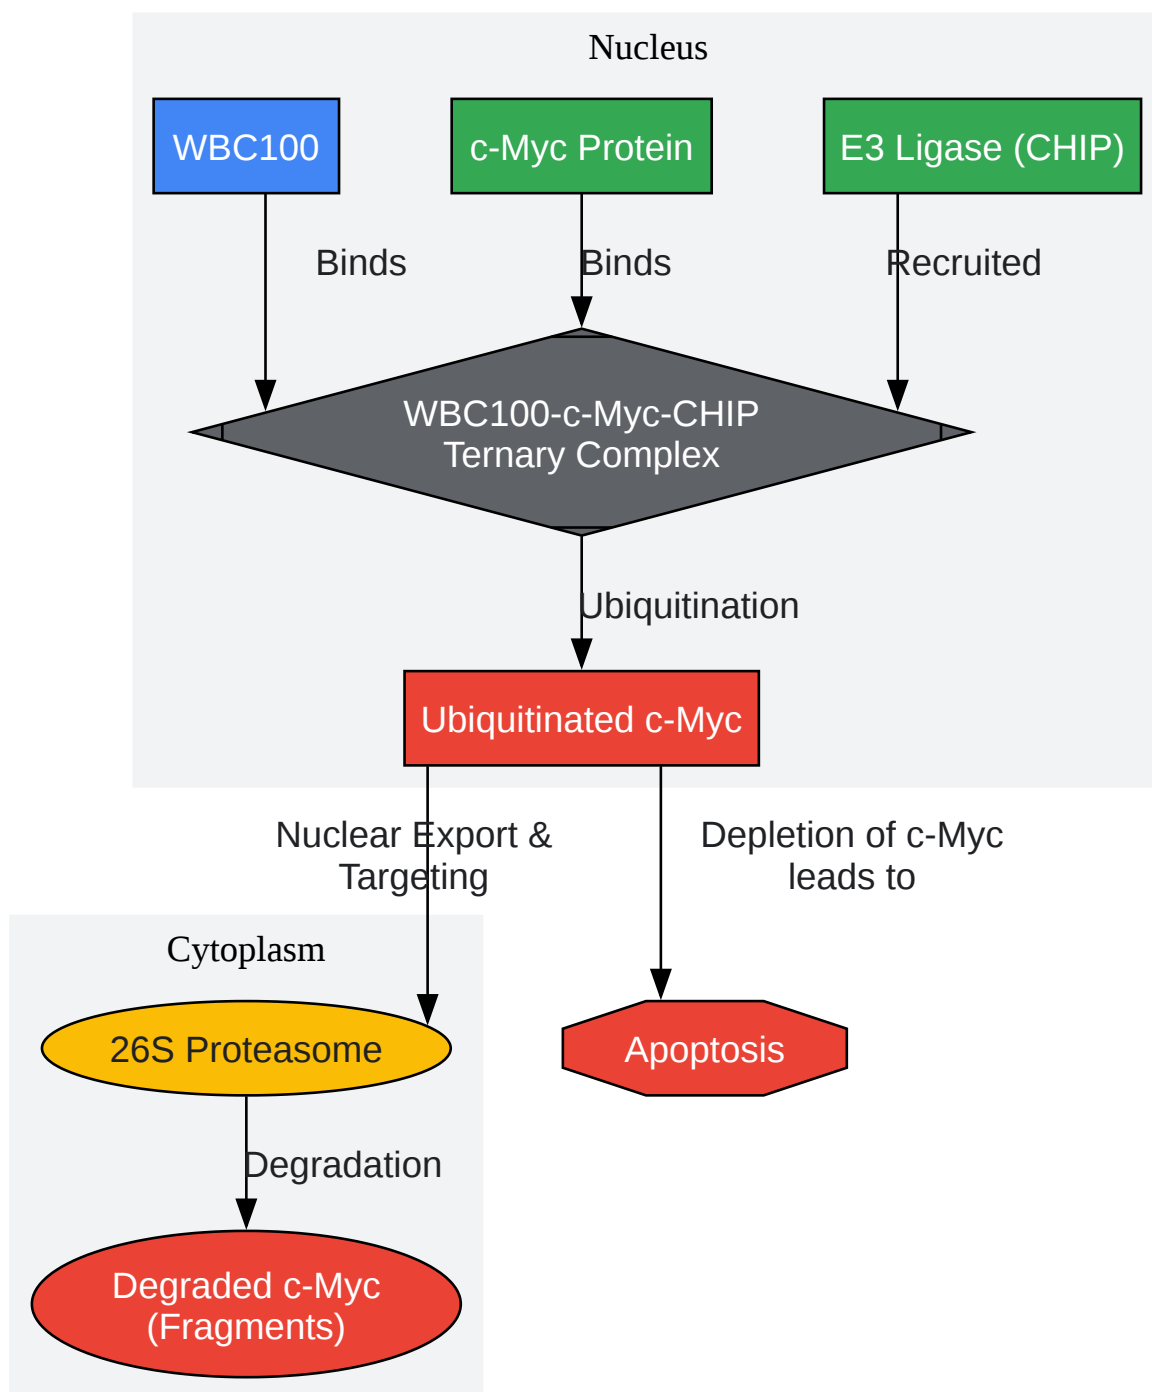 Nucleus
WBC100
c-Myc Protein
E3 Ligase (CHIP)
Binds
Binds
Recruited
WBC100-c-Myc-CHIP
Ternary Complex
Ubiquitination
Ubiquitinated c-Myc
Nuclear Export &
Targeting
Depletion of c-Myc
leads to
Cytoplasm
26S Proteasome
Apoptosis
Degradation
Degraded c-Myc
(Fragments)